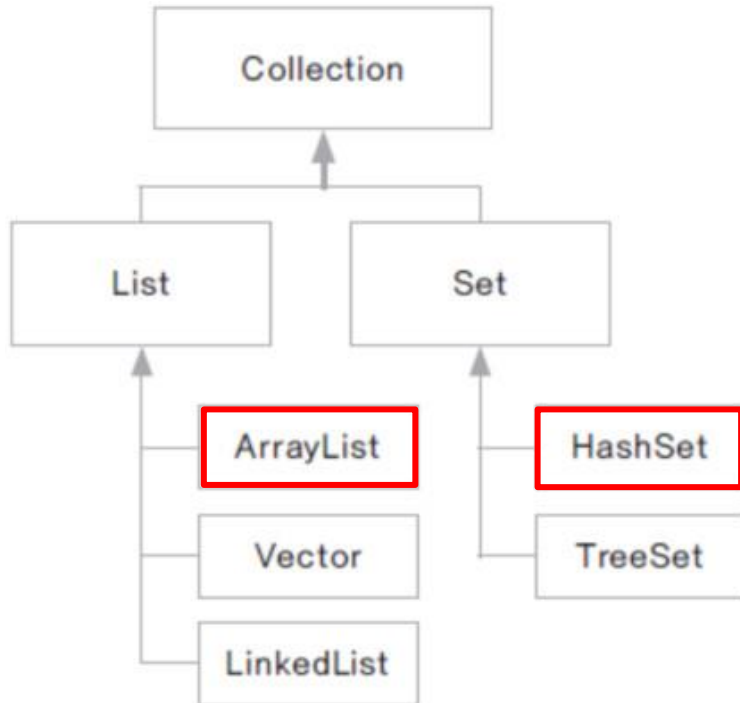 Collection
List
Set
ArrayList
HashSet
Vector
TreeSet
LinkedList